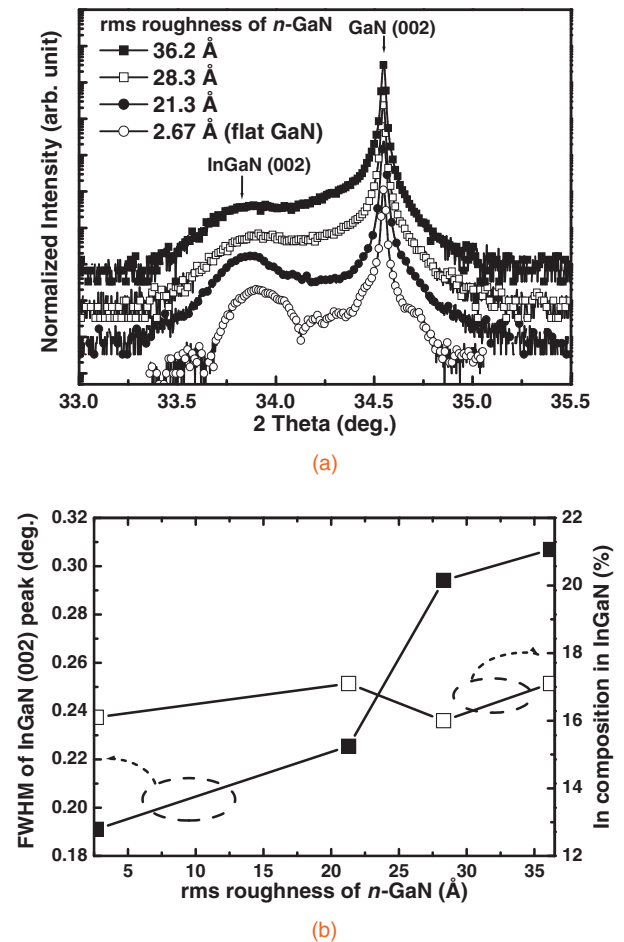 rms roughness of n-GaN
36.2 Å
28.3 Å
21.3 Å
2.67 Å (flat GaN)
GaN (002)
InGaN (002)
Normalized Intensity (arb. unit)
33.0 33.5 34.0 34.5 35.0 35.5
2 Theta (deg.)
(a)
FWHM of InGaN (002) peak (deg.)
0.32
0.30
0.28
0.26
0.24
0.22
0.20
0.18
22
20
18
16
14
12
In composition in InGaN (%)
5 10 15 20 25 30 35
rms roughness of n-GaN (Å)
(b)